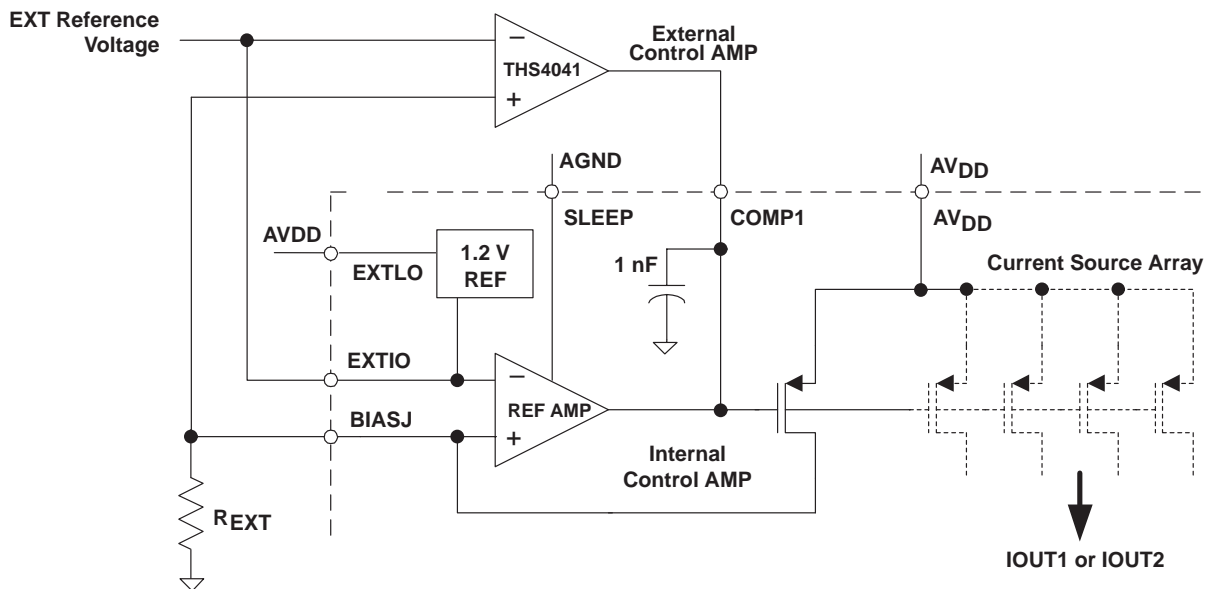 EXT Reference
Voltage
−
THS4041
+
External
Control AMP
AGND
AVDD
SLEEP
COMP1
AVDD
AVDD
1.2 V
REF
EXTLO
1 nF
Current Source Array
EXTIO
−
REF AMP
+
BIASJ
Internal
Control AMP
REXT
IOUT1 or IOUT2